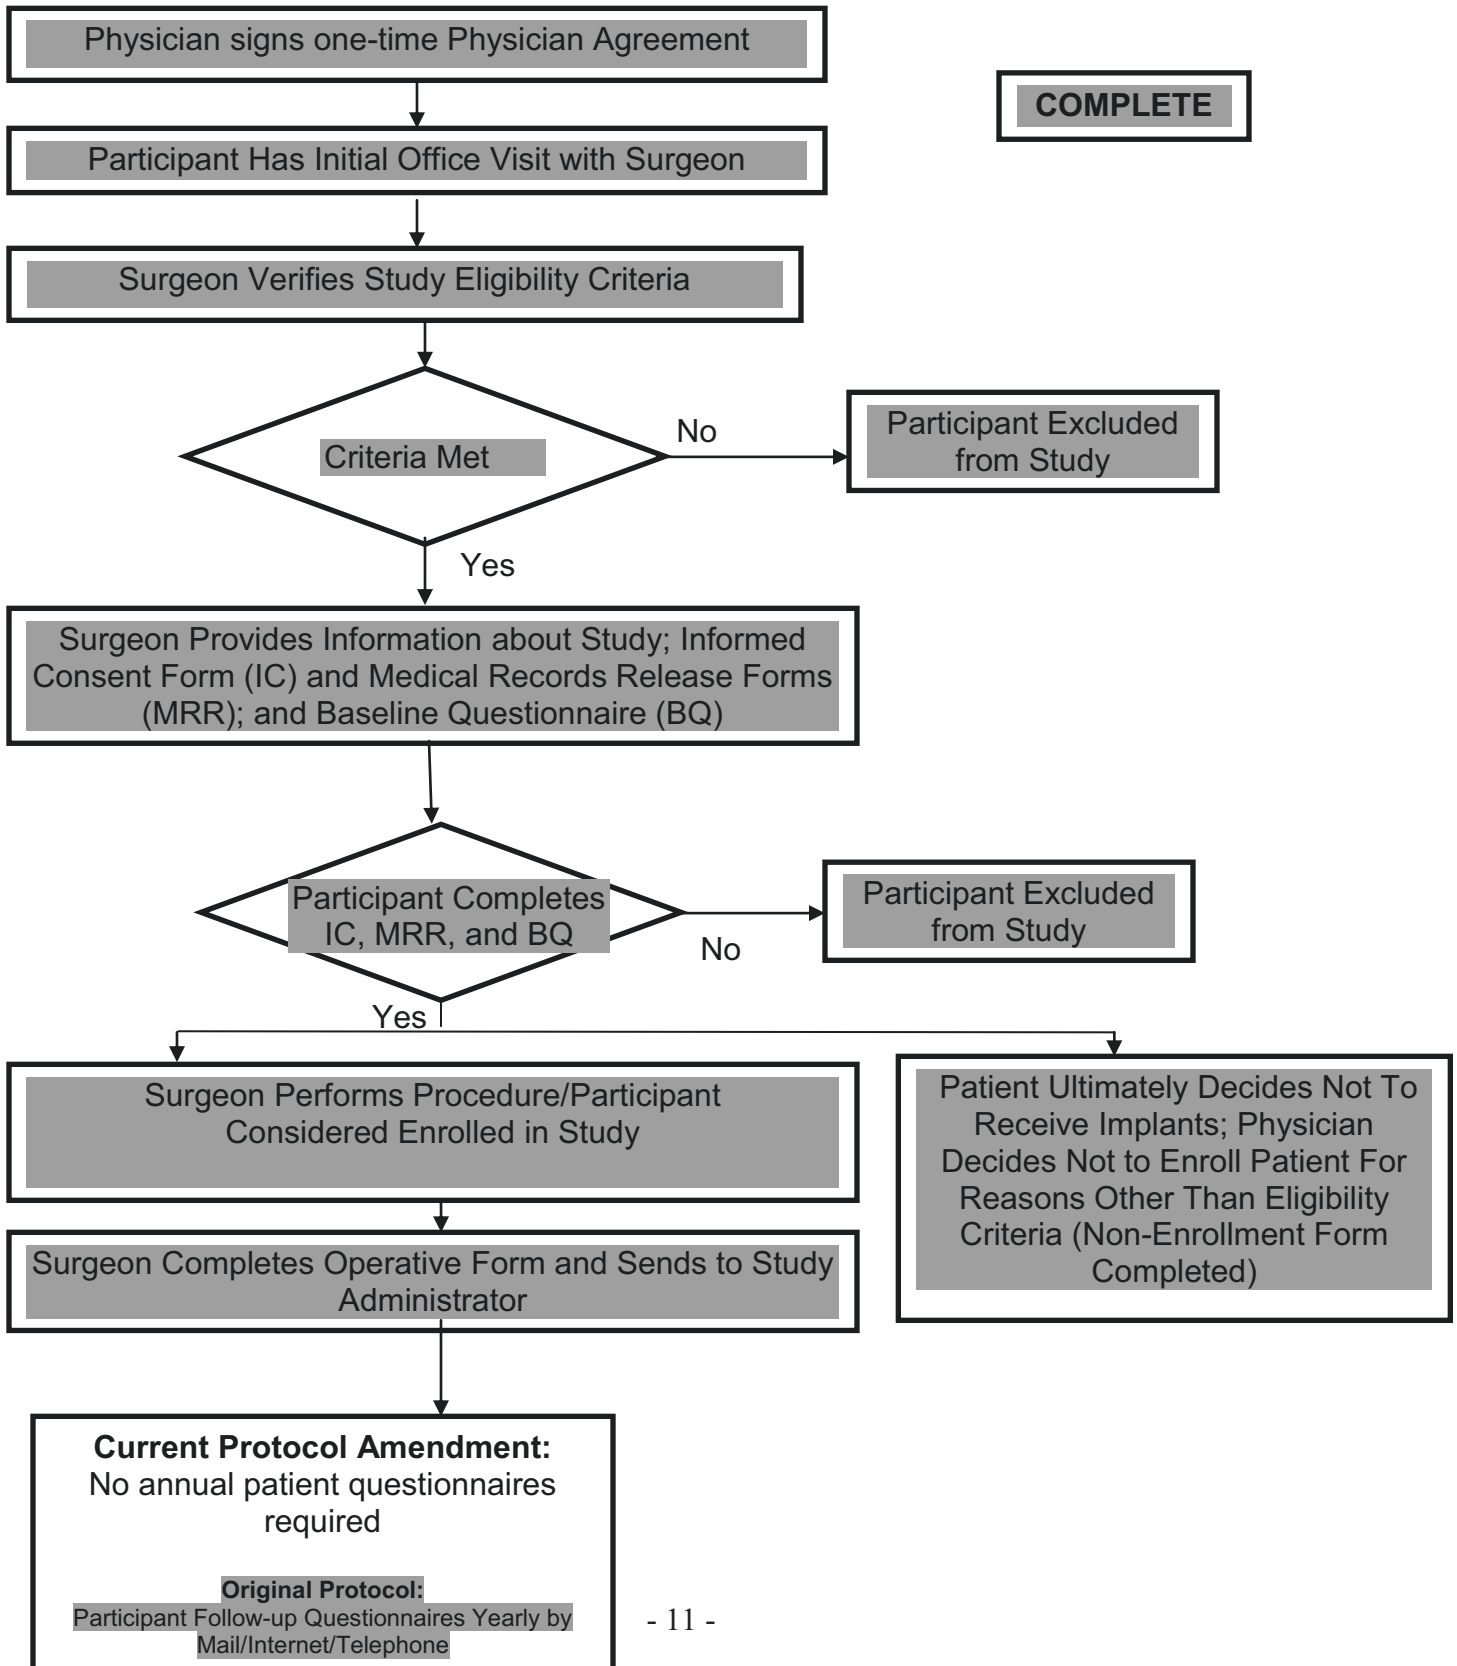 Physician signs one-time Physician Agreement
COMPLETE
Participant Has Initial Office Visit with Surgeon
Surgeon Verifies Study Eligibility Criteria
Criteria Met
No
Participant Excluded
from Study
Yes
Surgeon Provides Information about Study; Informed
Consent Form (IC) and Medical Records Release Forms
(MRR); and Baseline Questionnaire (BQ)
Participant Completes
IC, MRR, and BQ
No
Participant Excluded
from Study
Yes
Surgeon Performs Procedure/Participant
Considered Enrolled in Study
Patient Ultimately Decides Not To
Receive Implants; Physician
Decides Not to Enroll Patient For
Reasons Other Than Eligibility
Criteria (Non-Enrollment Form
Completed)
Surgeon Completes Operative Form and Sends to Study
Administrator
Current Protocol Amendment:
No annual patient questionnaires
required
Original Protocol:
Participant Follow-up Questionnaires Yearly by
Mail/Internet/Telephone
- 11 -